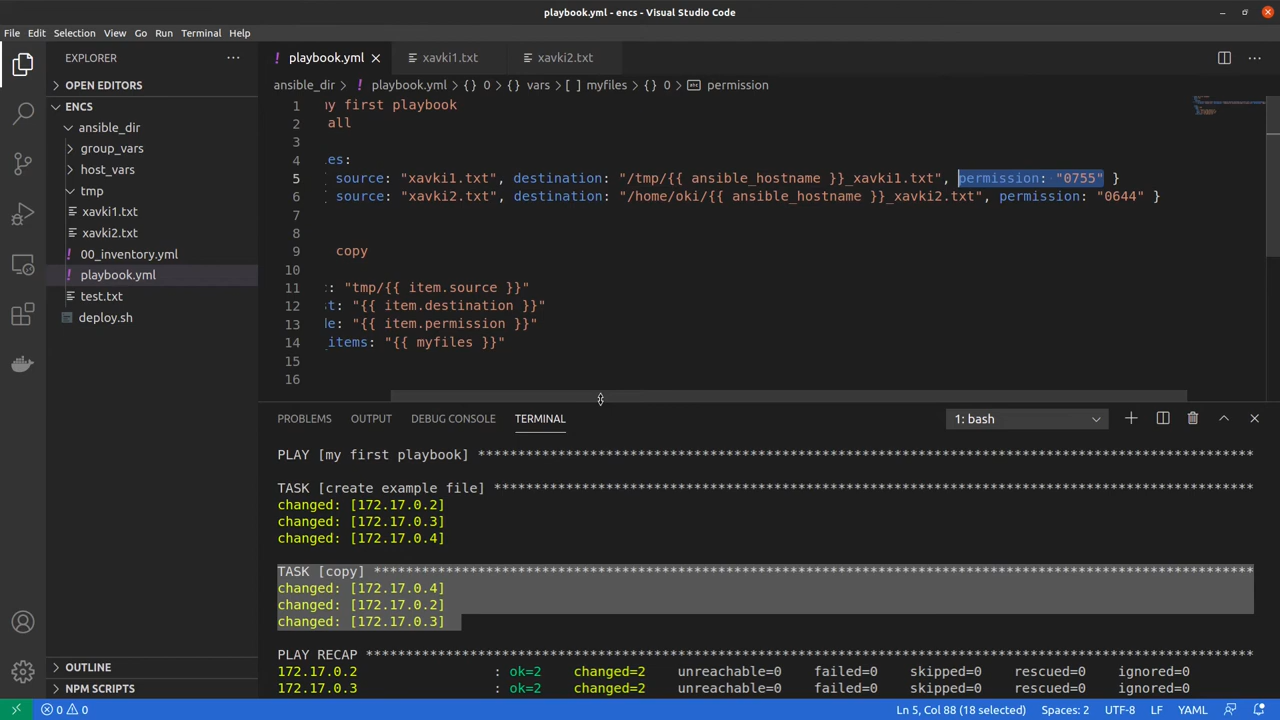 playbook.yml - encs - Visual Studio Code
File Edit Selection View Go Run Terminal Help
EXPLORER
OPEN EDITORS
ENCS
ansible_dir
group_vars
host_vars
tmp
xavki1.txt
xavki2.txt
! 00_inventory.yml
! playbook.yml
test.txt
deploy.sh
OUTLINE
NPM SCRIPTS
! playbook.yml xavki1.txt xavki2.txt
ansible_dir > ! playbook.yml > {} 0 > {} vars > [ ] myfiles > {} 0 > abc permission
1 y first playbook
2 all
3
4 es:
5 source: "xavki1.txt", destination: "/tmp/{{ ansible_hostname }}_xavki1.txt", permission: "0755" }
6 source: "xavki2.txt", destination: "/home/oki/{{ ansible_hostname }}_xavki2.txt", permission: "0644" }
7
8
9 copy
10
11 : "tmp/{{ item.source }}"
12 t: "{{ item.destination }}"
13 e: "{{ item.permission }}"
14 _items: "{{ myfiles }}"
15
16
PROBLEMS OUTPUT DEBUG CONSOLE TERMINAL
1: bash
PLAY [my first playbook] *************************************************************************************************
TASK [create example file] ***********************************************************************************************
changed: [172.17.0.2]
changed: [172.17.0.3]
changed: [172.17.0.4]
TASK [copy] **************************************************************************************************************
changed: [172.17.0.4]
changed: [172.17.0.2]
changed: [172.17.0.3]
PLAY RECAP ***************************************************************************************************************
172.17.0.2 : ok=2 changed=2 unreachable=0 failed=0 skipped=0 rescued=0 ignored=0
172.17.0.3 : ok=2 changed=2 unreachable=0 failed=0 skipped=0 rescued=0 ignored=0
0 0 Ln 5, Col 88 (18 selected) Spaces: 2 UTF-8 LF YAML